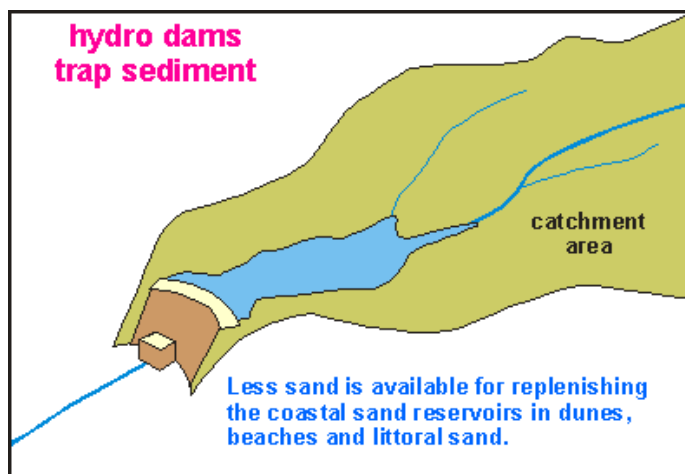 hydro dams
trap sediment
catchment
area
Less sand is available for replenishing
the coastal sand reservoirs in dunes,
beaches and littoral sand.